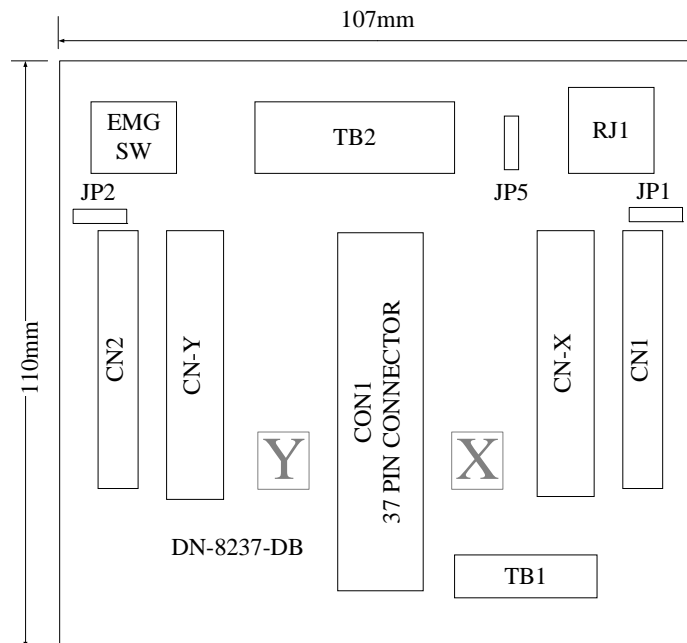 107mm
EMG
SW
TB2
RJ1
JP5
JP2
JP1
110mm
CN2
CN-Y
CON1
37 PIN CONNECTOR
CN-X
CN1
Y
X
DN-8237-DB
TB1